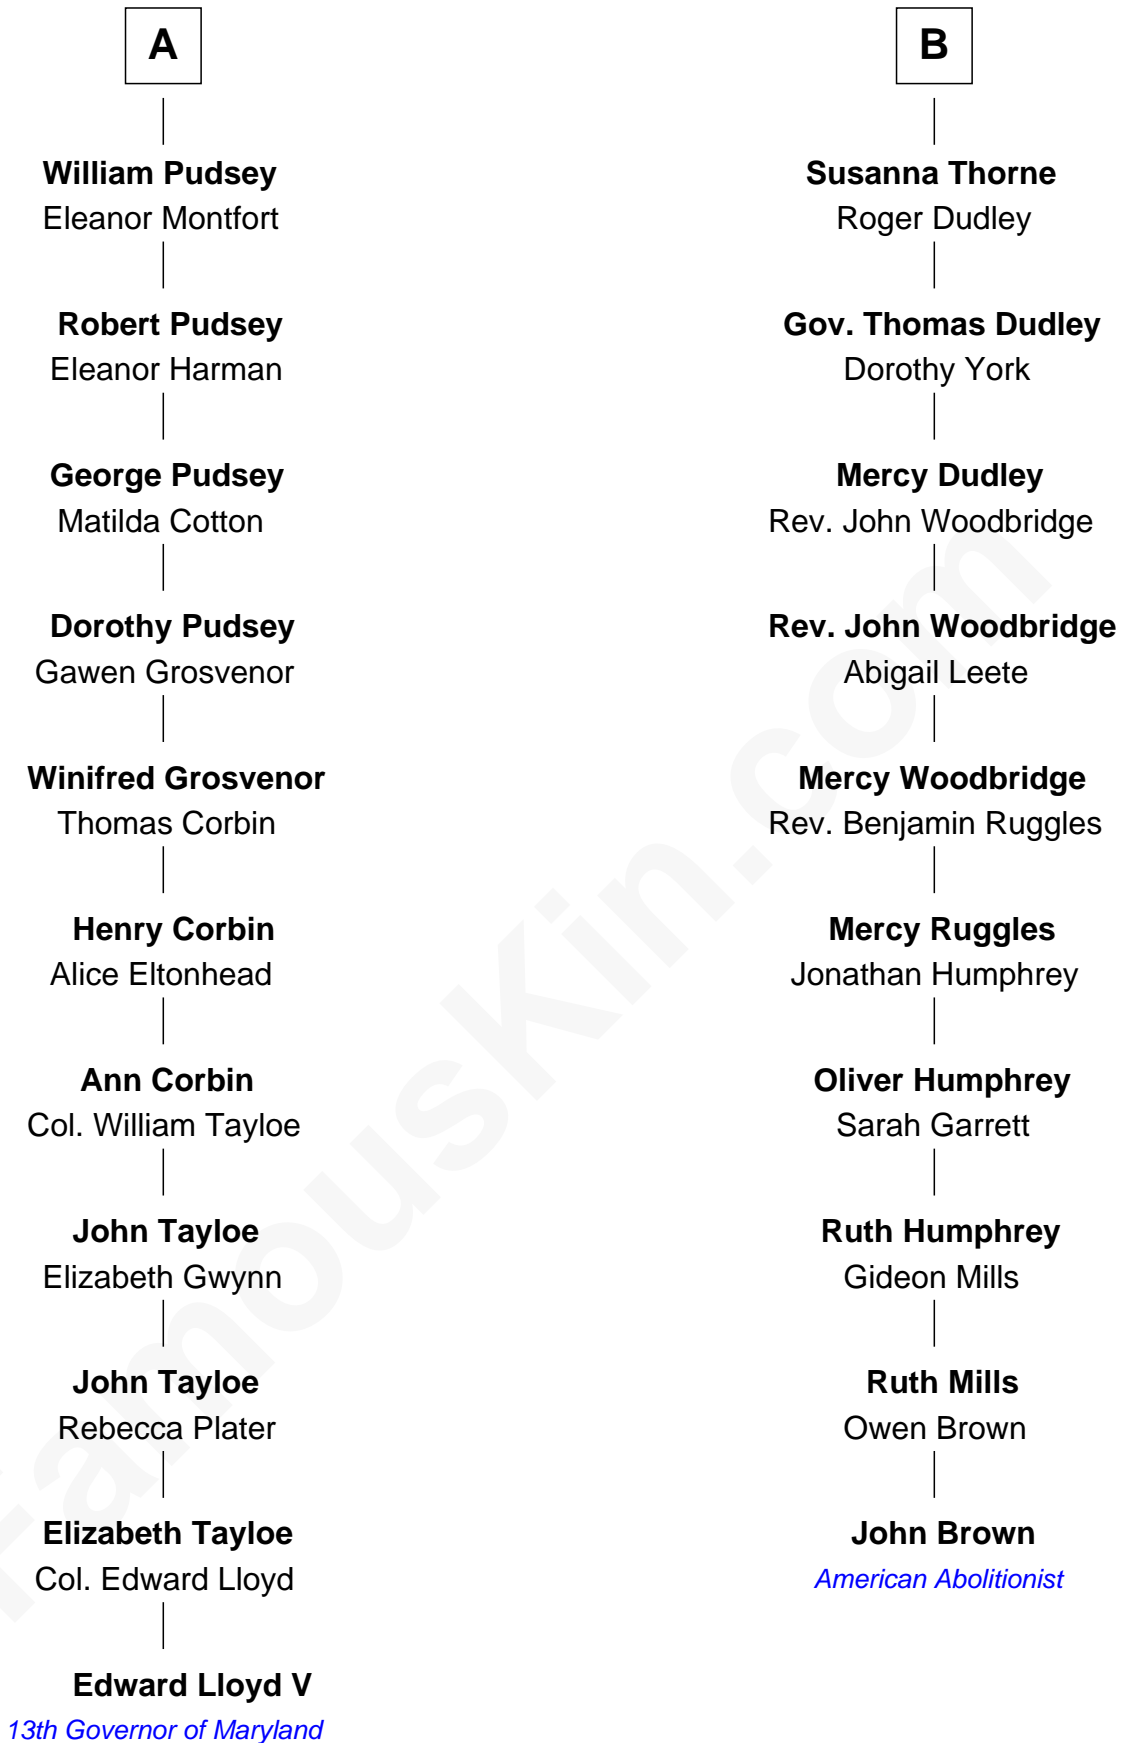 A
William Pudsey
Eleanor Montfort
Robert Pudsey
Eleanor Harman
George Pudsey
Matilda Cotton
Dorothy Pudsey
Gawen Grosvenor
Winifred Grosvenor
Thomas Corbin
Henry Corbin
Alice Eltonhead
Ann Corbin
Col. William Tayloe
John Tayloe
Elizabeth Gwynn
John Tayloe
Rebecca Plater
Elizabeth Tayloe
Col. Edward Lloyd
Edward Lloyd V
13th Governor of Maryland
B
Susanna Thorne
Roger Dudley
Gov. Thomas Dudley
Dorothy York
Mercy Dudley
Rev. John Woodbridge
Rev. John Woodbridge
Abigail Leete
Mercy Woodbridge
Rev. Benjamin Ruggles
Mercy Ruggles
Jonathan Humphrey
Oliver Humphrey
Sarah Garrett
Ruth Humphrey
Gideon Mills
Ruth Mills
Owen Brown
John Brown
American Abolitionist
FamousKin.com